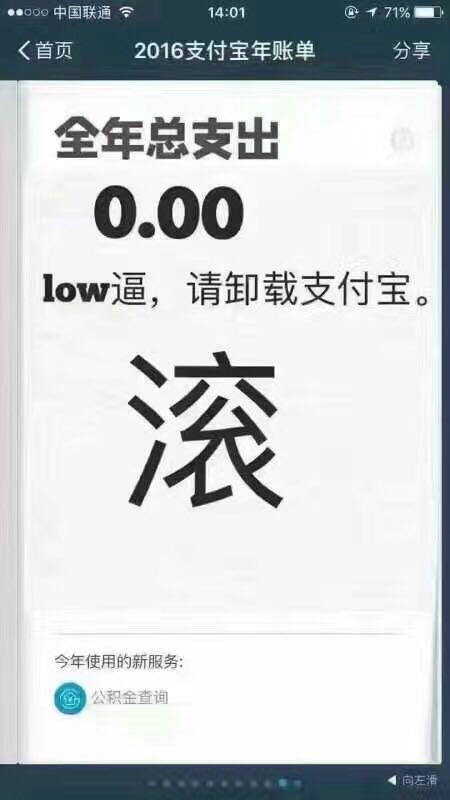 中国联通 14:01 71%
首页 2016支付宝年账单 分享
全年总支出
0.00
low逼，请卸载支付宝。
滚
今年使用的新服务:
公积金查询
向左滑